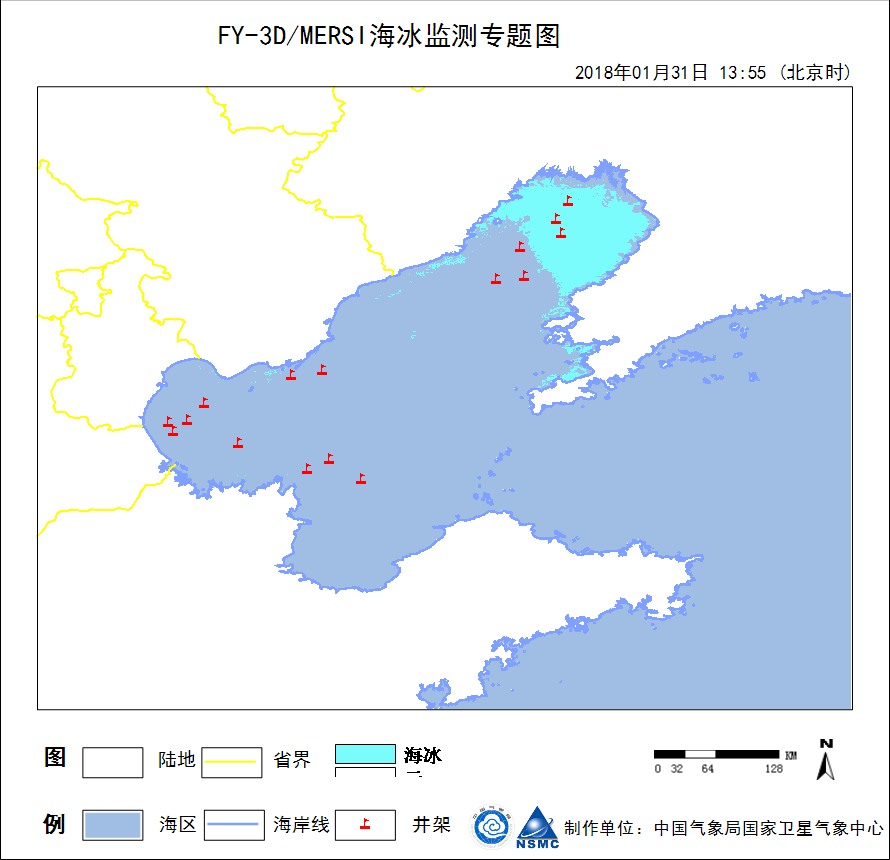 FY-3D/MERSI海冰监测专题图
2018年01月31日 13:55 (北京时)
图 陆地 省界 海冰
KM
0 32 64 128
N
例 海区 海岸线 井架
NSMC
制作单位: 中国气象局国家卫星气象中心